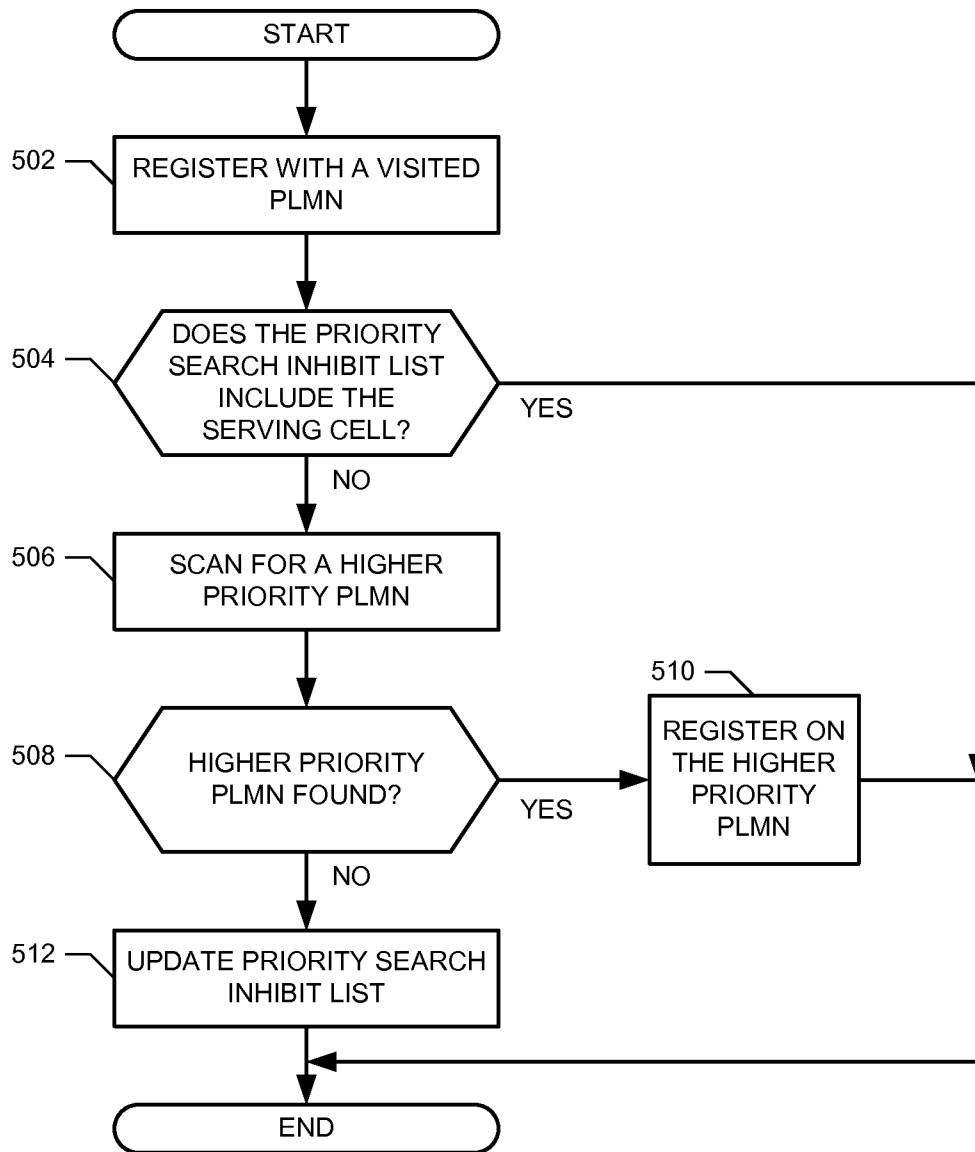 START
502
REGISTER WITH A VISITED
PLMN
504
DOES THE PRIORITY
SEARCH INHIBIT LIST
INCLUDE THE
SERVING CELL?
YES
NO
506
SCAN FOR A HIGHER
PRIORITY PLMN
508
HIGHER PRIORITY
PLMN FOUND?
YES
510
REGISTER ON
THE HIGHER
PRIORITY
PLMN
NO
512
UPDATE PRIORITY SEARCH
INHIBIT LIST
END